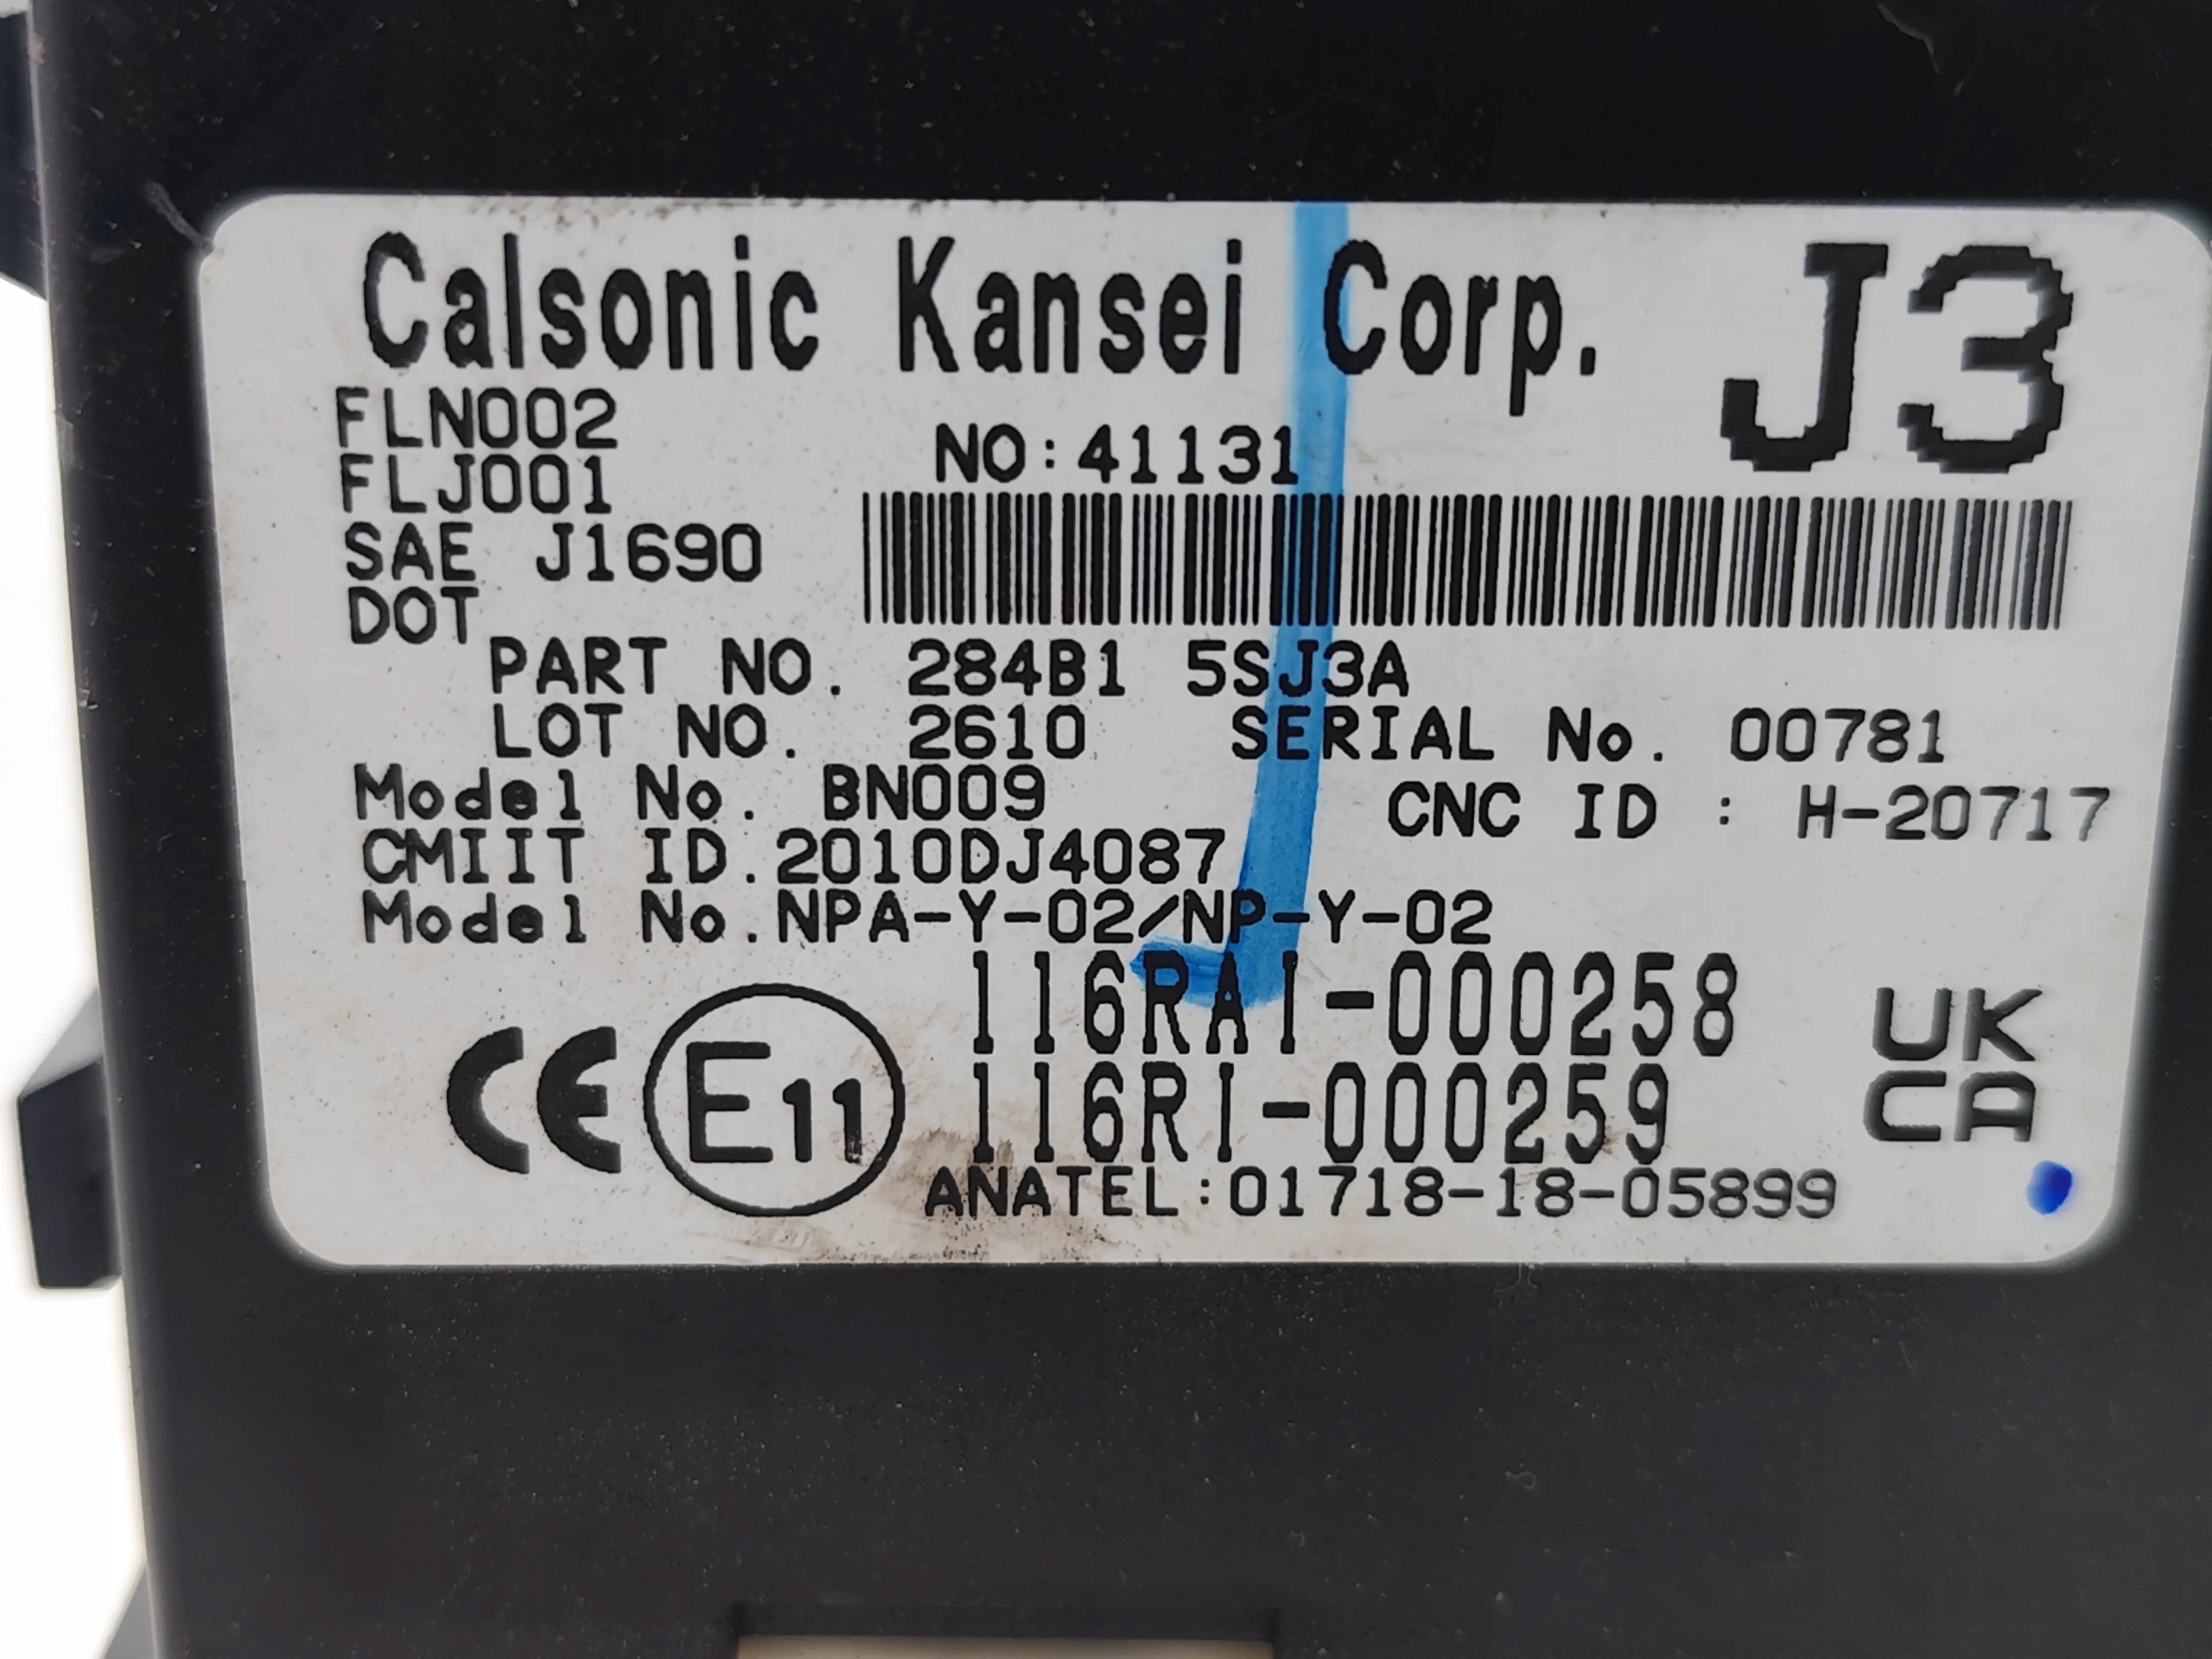 Calsonic Kansei Corp. J3
FLN002
FLJ001 NO:41131
SAE J1690
DOT
PART NO. 284B1 5SJ3A
LOT NO. 2610 SERIAL No. 00781
Model No. BN009 CNC ID : H-20717
CMIIT ID.2010DJ4087
Model No.NPA-Y-02/NP-Y-02
116RAI-000258
CE E11 116RI-000259
UK
CA
ANATEL:01718-18-05899